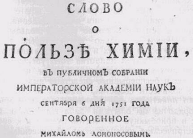 СЛОВО
О
ПОЛЬЗѢ ХИМІИ,
ВЪ ПУБЛИЧНОМЪ СОБРАНІИ
ИМПЕРАТОРСКОЙ АКАДЕМІИ НАУКЪ
СЕНТЯБРЯ 6 ДНЯ 1751 ГОДА
ГОВОРЕННОЕ
МИХАЙЛОМЪ ЛОМОНОСОВЫМЪ